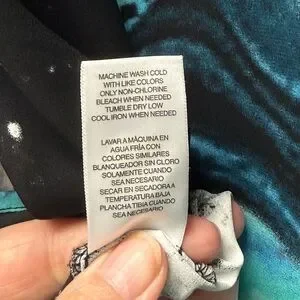 MACHINE WASH COLD
WITH LIKE COLORS
ONLY NON-CHLORINE
BLEACH WHEN NEEDED
TUMBLE DRY LOW
COOL IRON WHEN NEEDED
LAVAR A MÁQUINA EN
AGUA FRÍA CON
COLORES SIMILARES
BLANQUEADOR SIN CLORO
SOLAMENTE CUANDO
SEA NECESARIO
SECAR EN SECADORA A
TEMPERATURA BAJA
PLANCHA TIBIA CUANDO
SEA NECESARIO